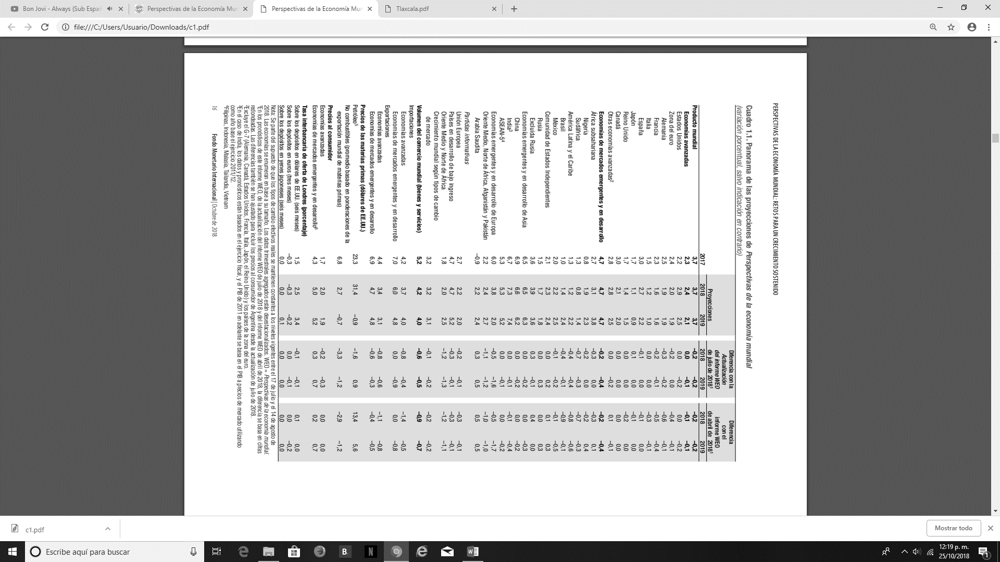 Bon Jovi - Always (Sub Españ
Perspectivas de la Economía Mun
Perspectivas de la Economía Mun
Tlaxcala.pdf
file:///C:/Users/Usuario/Downloads/c1.pdf
PERSPECTIVAS DE LA ECONOMÍA MUNDIAL: RETOS PARA UN CRECIMIENTO SOSTENIDO
Cuadro 1.1. Panorama de las proyecciones de Perspectivas de la economía mundial
(variación porcentual, salvo indicación en contrario)
Proyecciones
Diferencia con la Actualización del informe WEO de julio de 2018¹
Diferencia con el informe WEO de abril de 2018¹
2017 2018 2019 2018 2019 2018 2019
Producto mundial 3,7 3,7 3,7 –0,2 –0,2 –0,2 –0,2
Economías avanzadas 2,3 2,4 2,1 0,0 –0,1 –0,1 –0,1
Estados Unidos 2,2 2,9 2,5 0,0 –0,2 0,0 –0,2
Zona del euro 2,4 2,0 1,9 –0,2 0,0 –0,4 –0,1
Alemania 2,5 1,9 1,9 –0,3 –0,2 –0,6 –0,1
Francia 2,3 1,6 1,6 –0,2 –0,1 –0,5 –0,4
Italia 1,5 1,2 1,0 0,0 0,0 –0,3 –0,1
España 3,0 2,7 2,2 –0,1 0,0 –0,1 0,0
Japón 1,7 1,1 0,9 0,1 0,0 –0,1 0,0
Reino Unido 1,7 1,4 1,5 0,0 0,0 –0,2 0,0
Canadá 3,0 2,1 2,0 0,0 0,0 0,0 0,0
Otras economías avanzadas² 2,8 2,8 2,5 0,0 –0,2 0,1 –0,1
Economías de mercados emergentes y en desarrollo 4,7 4,7 4,7 –0,2 –0,4 –0,2 –0,4
África subsahariana 2,7 3,1 3,8 –0,3 0,0 –0,3 0,1
Nigeria 0,8 1,9 2,3 –0,2 0,0 –0,2 0,4
Sudáfrica 1,3 0,8 1,4 –0,7 –0,3 –0,7 –0,3
América Latina y el Caribe 1,3 1,2 2,2 –0,4 –0,4 –0,8 –0,6
Brasil 1,0 1,4 2,4 –0,4 –0,1 –0,9 –0,1
México 2,0 2,2 2,5 –0,1 –0,2 –0,1 –0,5
Comunidad de Estados Independientes 2,1 2,3 2,4 0,0 0,2 0,1 0,3
Rusia 1,5 1,7 1,8 0,0 0,3 0,0 0,3
Excluida Rusia 3,6 3,9 3,6 0,3 –0,1 0,4 0,0
Economías emergentes y en desarrollo de Asia 6,5 6,5 6,3 0,0 –0,2 0,0 –0,3
China 6,9 6,6 6,2 0,0 –0,2 0,0 –0,2
India³ 6,7 7,3 7,4 0,0 –0,1 –0,1 –0,4
ASEAN-5⁴ 5,3 5,3 5,2 0,0 –0,1 0,0 –0,2
Economías emergentes y en desarrollo de Europa 6,0 3,8 2,0 –0,5 –1,6 –0,5 –1,7
Oriente Medio, Norte de África, Afganistán y Pakistán 2,2 2,4 2,7 –1,1 –1,2 –1,0 –1,0
Arabia Saudita –0,9 2,2 2,4 0,3 0,5 0,5 0,5
Partidas informativas
Unión Europea 2,7 2,2 2,0 –0,2 –0,1 –0,3 –0,1
Países en desarrollo de bajo ingreso 4,7 4,7 5,2 –0,3 –0,1 –0,3 –0,1
Oriente Medio y Norte de África 1,8 2,0 2,5 –1,2 –1,3 –1,2 –1,1
Crecimiento mundial según tipos de cambio
de mercado 3,2 3,2 3,1 –0,1 –0,2 –0,2 –0,2
Volumen del comercio mundial (bienes y servicios) 5,2 4,2 4,0 –0,6 –0,5 –0,9 –0,7
Importaciones
Economías avanzadas 4,2 3,7 4,0 –0,8 –0,4 –1,4 –0,5
Economías de mercados emergentes y en desarrollo 7,0 6,0 4,8 0,0 –0,9 0,0 –0,8
Exportaciones
Economías avanzadas 4,4 3,4 3,1 –0,8 –0,6 –1,1 –0,8
Economías de mercados emergentes y en desarrollo 6,9 4,7 4,8 –0,6 –0,3 –0,4 –0,5
Precios de las materias primas (dólares de EE.UU.)
Petróleo⁵ 23,3 31,4 –0,9 –1,6 0,9 13,4 5,6
No combustibles (promedio basado en ponderaciones de la
exportación mundial de materias primas) 6,8 2,7 –0,7 –3,3 –1,2 –2,9 –1,2
Precios al consumidor
Economías avanzadas 1,7 2,0 1,9 –0,2 –0,3 0,0 0,0
Economías de mercados emergentes y en desarrollo⁶ 4,3 5,0 5,2 0,3 0,7 0,2 0,7
Tasa interbancaria de oferta de Londres (porcentaje)
Sobre los depósitos en dólares de EE.UU. (seis meses) 1,5 2,5 3,4 –0,1 –0,1 0,1 0,0
Sobre los depósitos en euros (tres meses) –0,3 –0,3 –0,2 0,0 –0,1 0,0 –0,2
Sobre los depósitos en yenes japoneses (seis meses) 0,0 0,0 0,1 0,0 0,0 0,0 0,0
Nota: Se parte del supuesto de que los tipos de cambio efectivos reales se mantienen constantes a los niveles vigentes entre el 17 de julio y el 14 de agosto de
2018. Las economías se enumeran en base a su tamaño. Los datos trimestrales agregados están desestacionalizados. WEO = Perspectivas de la economía mundial.
¹En los pronósticos de este informe WEO, de la actualización del informe WEO de julio de 2018 y del informe WEO de abril de 2018, la diferencia se basa en cifras
redondeadas. Las diferencias también se han ajustado para incluir los precios al consumidor de Argentina desde la actualización de julio de 2018.
²Excluye el G-7 (Alemania, Canadá, Estados Unidos, Francia, Italia, Japón, el Reino Unido) y los países de la zona del euro.
³En el caso de India, los datos y pronósticos están basados en el ejercicio fiscal, y el PIB de 2011 en adelante se basa en el PIB a precios de mercado utilizando
como año base el ejercicio 2011/12.
⁴Filipinas, Indonesia, Malasia, Tailandia, Vietnam
16 Fondo Monetario Internacional | Octubre de 2018
c1.pdf
Mostrar todo
Escribe aquí para buscar
B.
N
12:19 p. m.
25/10/2018
1